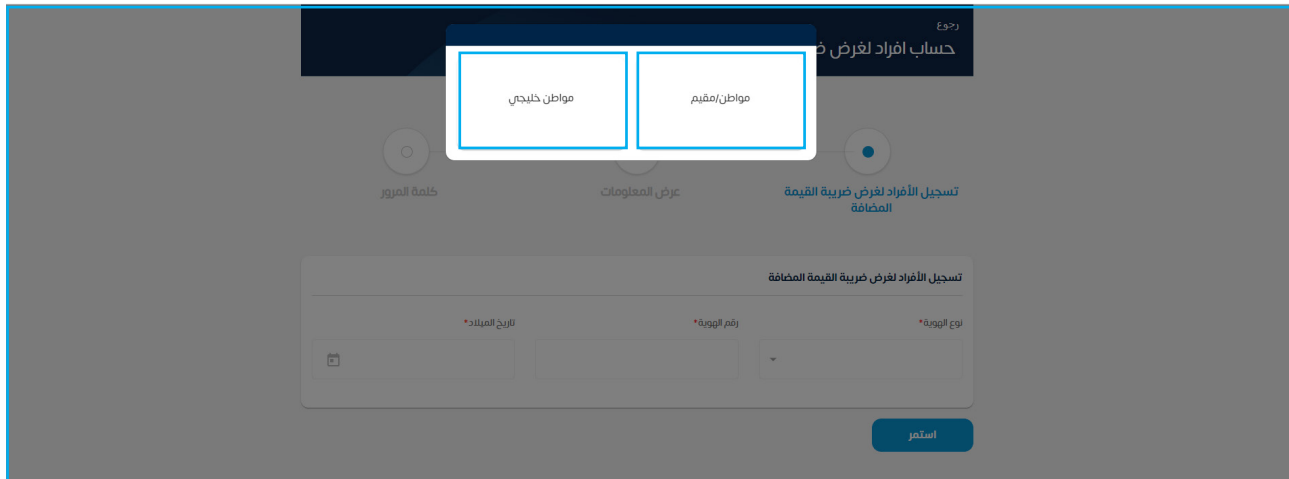 رجوع
حساب افراد لغرض
مواطن/مقيم
مواطن خليجي
تسجيل الأفراد لغرض ضريبة القيمة
المضافة
عرض المعلومات
كلمة المرور
تسجيل الأفراد لغرض ضريبة القيمة المضافة
نوع الهوية*
رقم الهوية*
تاريخ الميلاد*
استمر